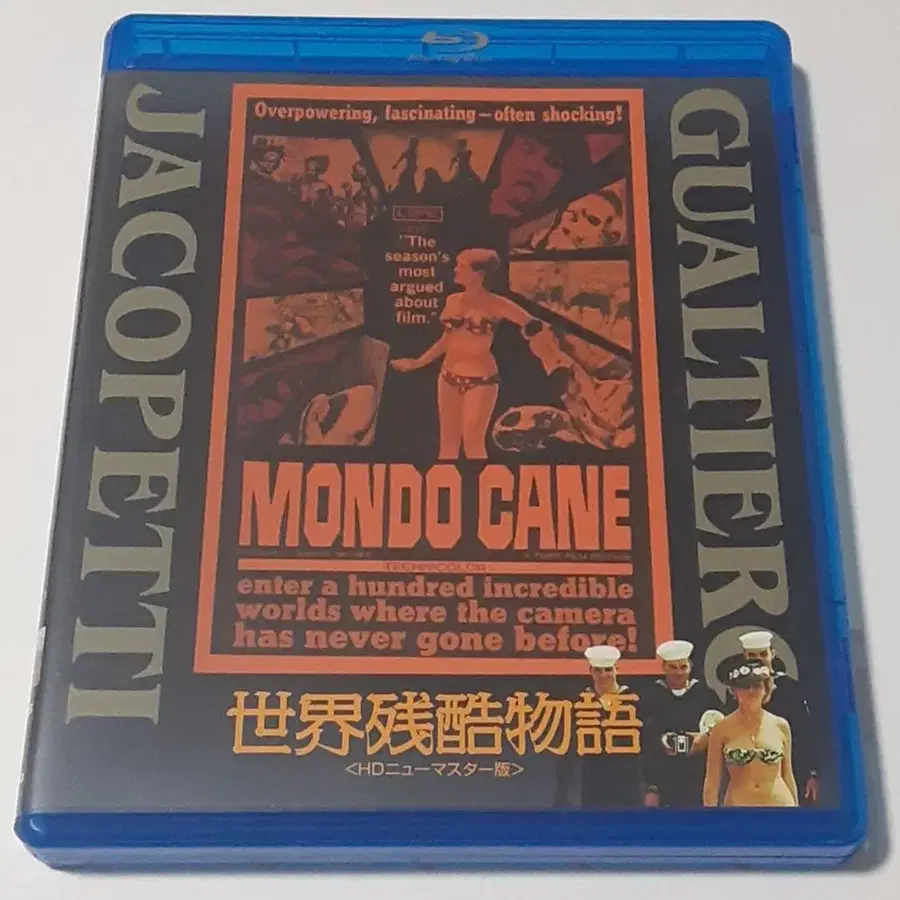 Blu-ray Disc
JACOPETTI
GUALTIERO
Overpowering, fascinating—often shocking!
"The
season's
most
argued
about
film."
MONDO CANE
TECHNICOLOR
enter a hundred incredible
worlds where the camera
has never gone before!
世界残酷物語
<HDニューマスター版>